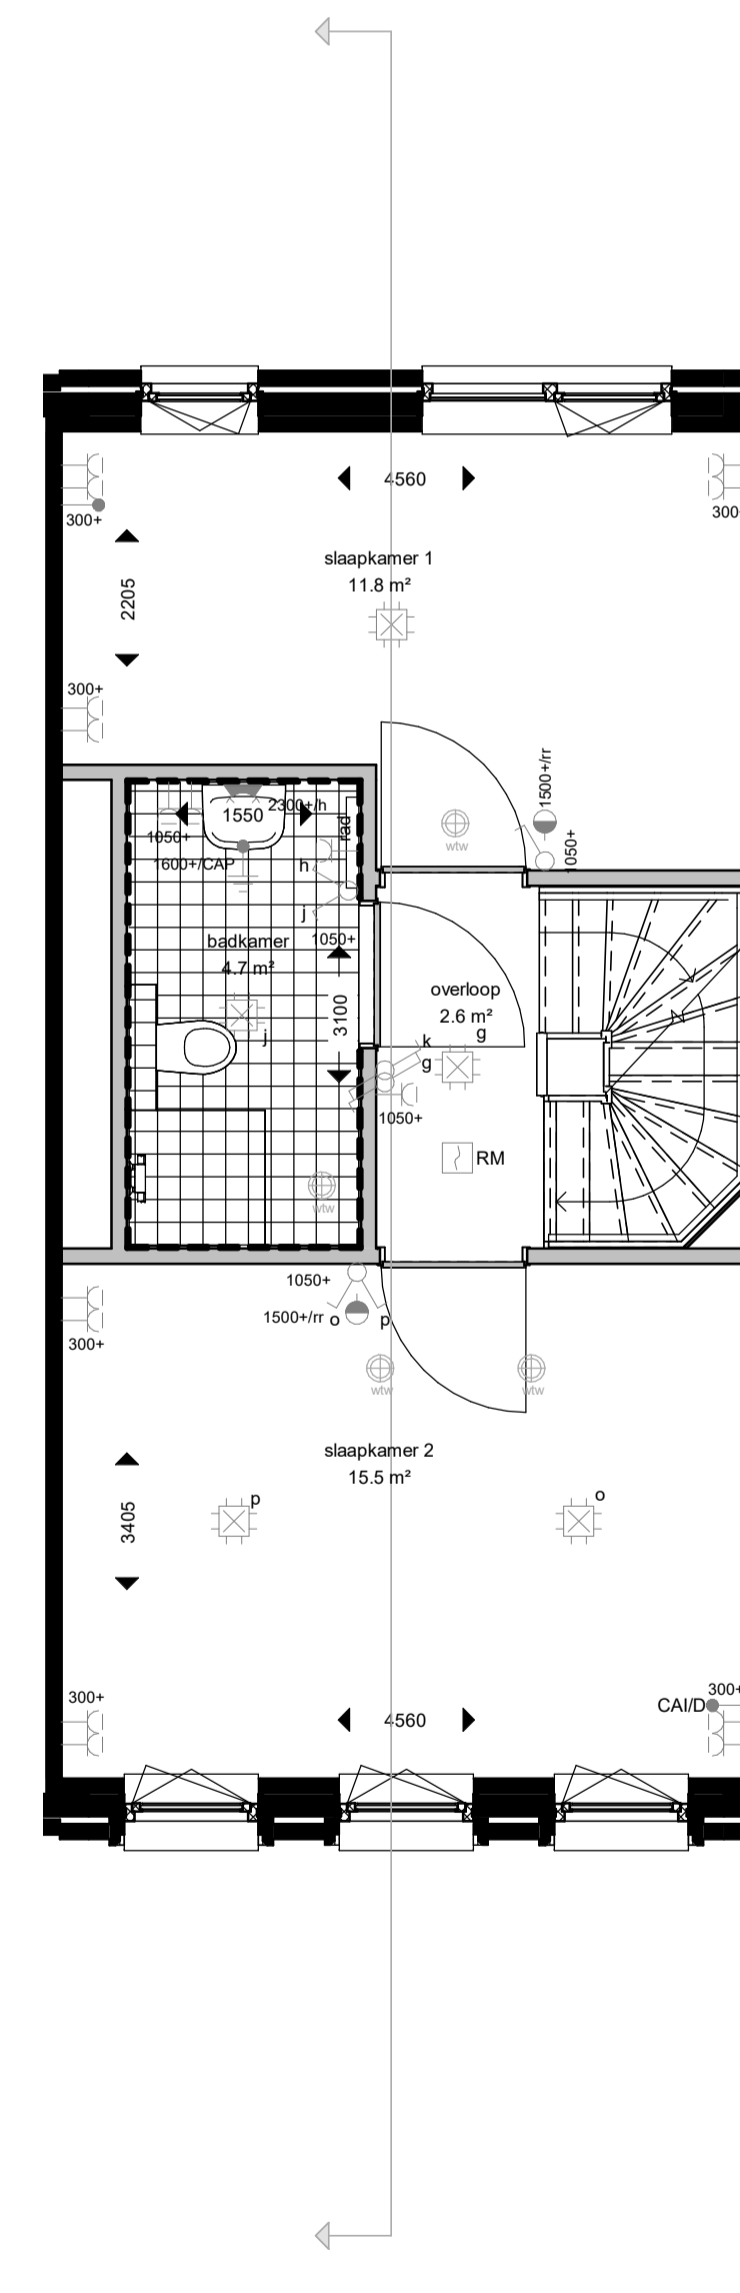 4560
300+
300
slaapkamer 1
11.8 m²
2205
300+
1500+/rr
1050+
wtw
1550
2300+/h
rad
1050+
1600+/CAP
h
j
1050+
badkamer
4.7 m²
3100
j
overloop
2.6 m²
g
k
g
1050+
RM
wtw
1050+
1500+/rr
o
p
300+
wtw
wtw
slaapkamer 2
15.5 m²
p
o
3405
300+
4560
CAI/D
300+